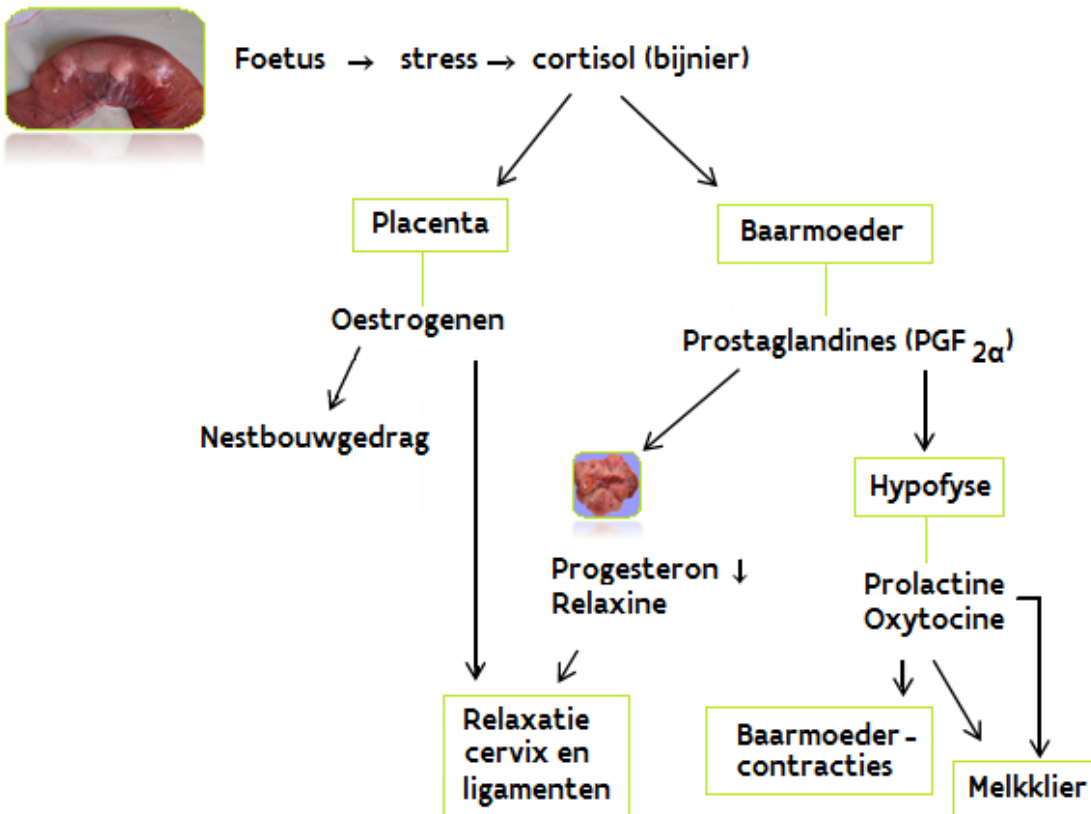 Foetus → stress → cortisol (bijnier)
Placenta
Baarmoeder
Oestrogenen
Prostaglandines (PGF 2α)
Nestbouwgedrag
Hypofyse
Progesteron ↓
Relaxine
Prolactine
Oxytocine
Relaxatie
cervix en
ligamenten
Baarmoeder-
contracties
Melkklier